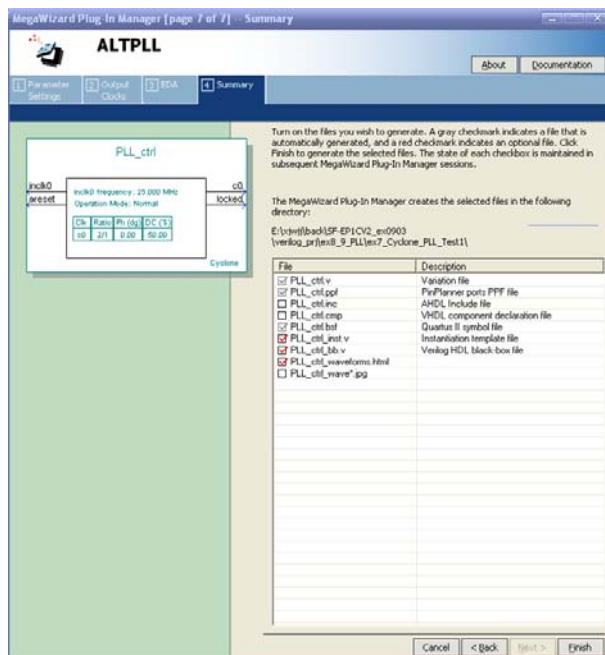 MegaWizard Plug-In Manager [page 7 of 7] -- Summary
ALTPLL
About
Documentation
1 Parameter Settings
2 Output Clocks
3 EDA
4 Summary
PLL_ctrl
inclk0
areset
inclk0 frequency: 25.000 MHz
Operation Mode: Normal
Clk Ratio Ph (dg) DC (%)
c0 2/1 0.00 50.00
c0
locked
Cyclone
Turn on the files you wish to generate. A gray checkmark indicates a file that is
automatically generated, and a red checkmark indicates an optional file. Click
Finish to generate the selected files. The state of each checkbox is maintained in
subsequent MegaWizard Plug-In Manager sessions.
The MegaWizard Plug-In Manager creates the selected files in the following
directory:
\verilog_prj\ex8_9_PLL\ex7_Cyclone_PLL_Test1\
File Description
PLL_ctrl.v Variation file
PLL_ctrl.ppf PinPlanner ports PPF file
PLL_ctrl.inc AHDL Include file
PLL_ctrl.cmp VHDL component declaration file
PLL_ctrl.bsf Quartus II symbol file
PLL_ctrl_inst.v Instantiation template file
PLL_ctrl_bb.v Verilog HDL black-box file
PLL_ctrl_waveforms.html
PLL_ctrl_wave*.jpg
Cancel
< Back
Next >
Finish